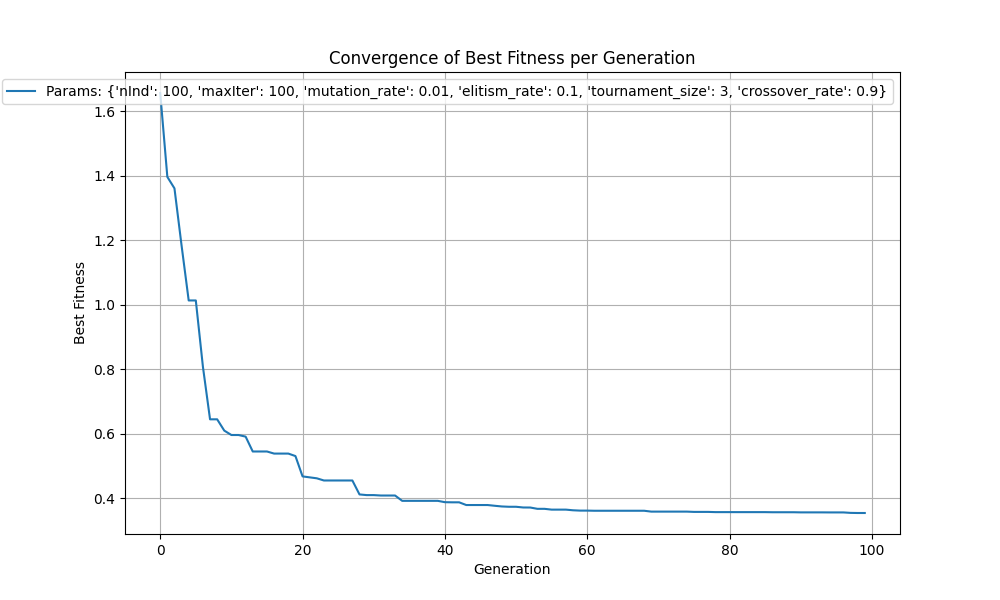 Convergence of Best Fitness per Generation
Params: {'nInd': 100, 'maxIter': 100, 'mutation_rate': 0.01, 'elitism_rate': 0.1, 'tournament_size': 3, 'crossover_rate': 0.9}
1.6
1.4
1.2
1.0
0.8
0.6
0.4
Best Fitness
0 20 40 60 80 100
Generation